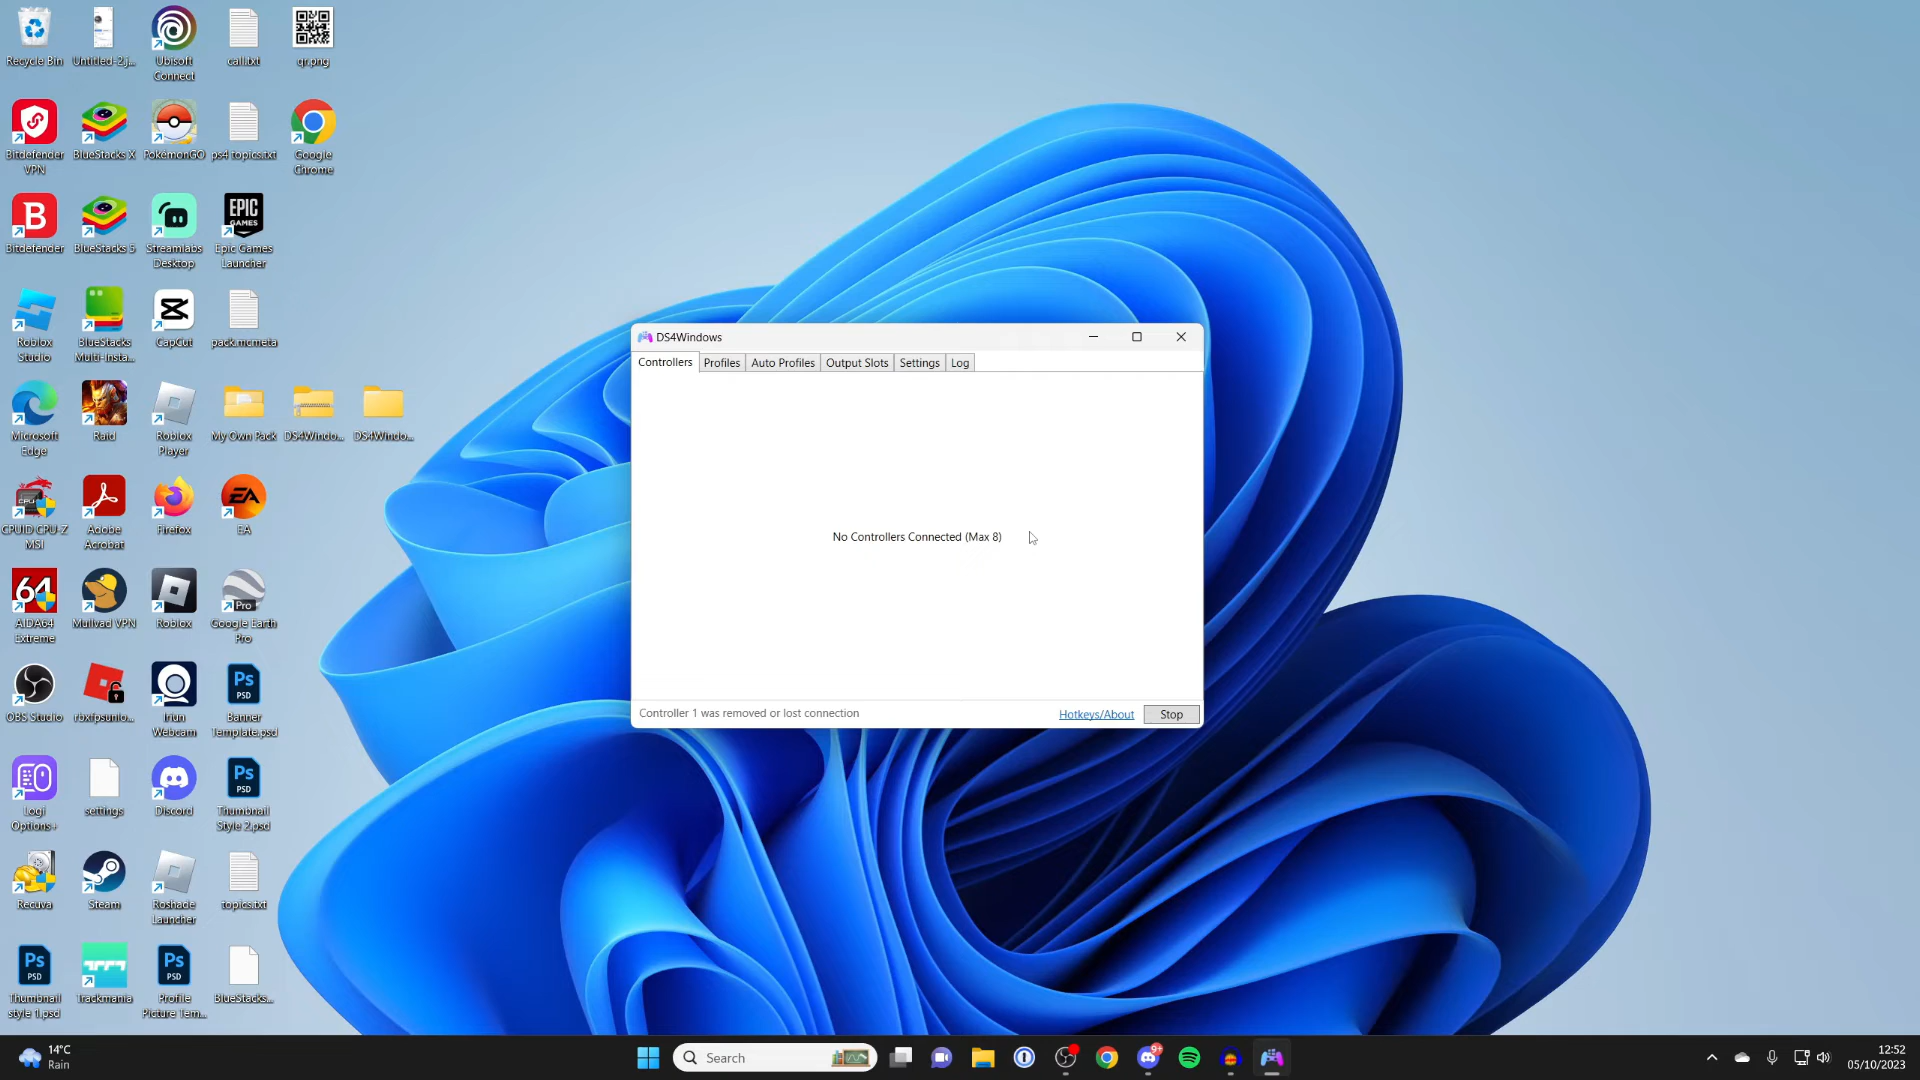 Recycle Bin
Untitled-2.j...
Ubisoft
Connect
call.txt
qr.png
Bitdefender
VPN
BlueStacks X
PokemonGO
ps4 topics.txt
Google
Chrome
Bitdefender
BlueStacks 5
Streamlabs
Desktop
EPIC
GAMES
Epic Games
Launcher
Roblox
Studio
BlueStacks
Multi-Insta...
CapCut
pack.mcmeta
Microsoft
Edge
Raid
Roblox
Player
My Own Pack
DS4Windo...
DS4Windo...
CPU
CPUID CPU-Z
MSI
Adobe
Acrobat
Firefox
EA
EA
64
AIDA64
Extreme
Mullvad VPN
Roblox
Pro
Google Earth
Pro
OBS Studio
rbxfpsunlo...
Iriun
Webcam
Ps
PSD
Banner
Template.psd
Logi
Options+
settings
Discord
Ps
PSD
Thumbnail
Style 2.psd
Recuva
Steam
Roshade
Launcher
topics.txt
Ps
PSD
Thumbnail
style 1.psd
Trackmania
Ps
PSD
Profile
Picture Tem...
BlueStacks...
DS4Windows
Controllers
Profiles
Auto Profiles
Output Slots
Settings
Log
No Controllers Connected (Max 8)
Controller 1 was removed or lost connection
Hotkeys/About
Stop
14°C
Rain
Search
9+
12:52
05/10/2023